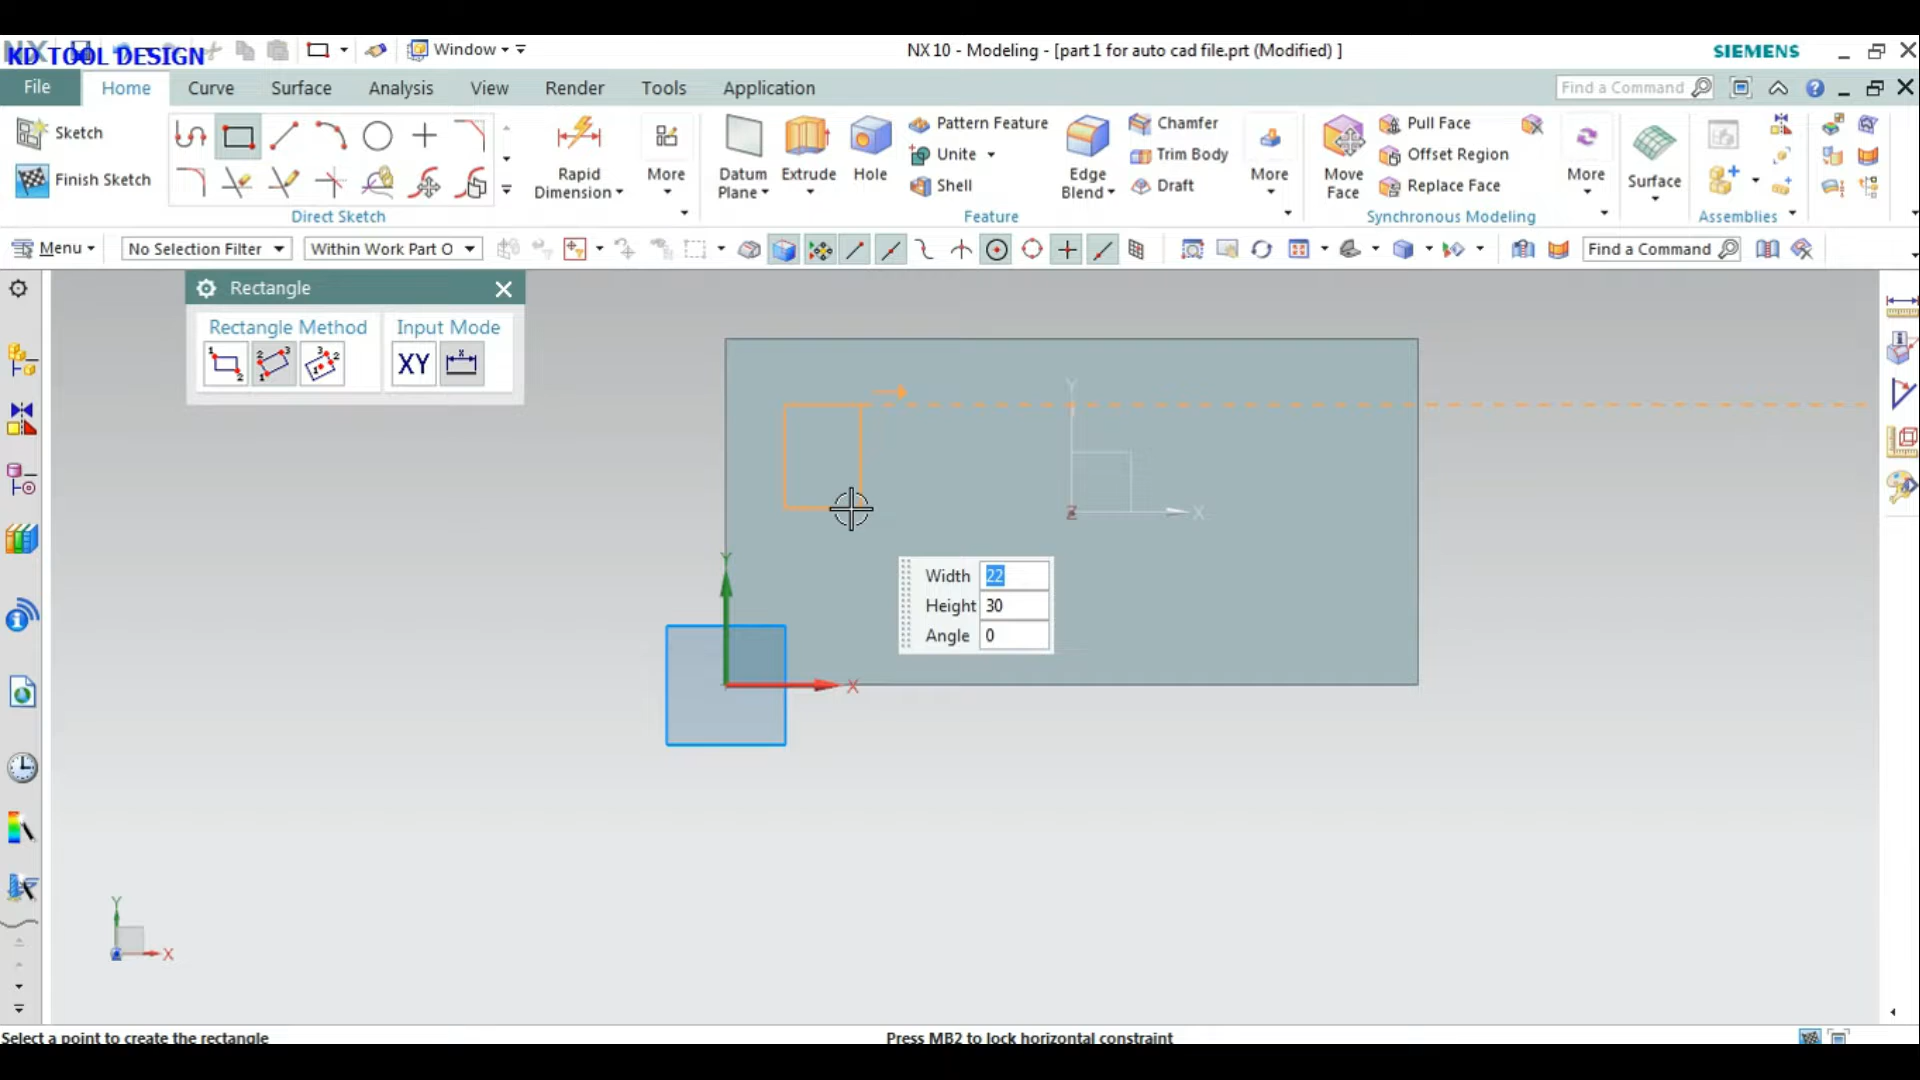 KD TOOL DESIGN
Window
NX 10 - Modeling - [part 1 for auto cad file.prt (Modified) ]
SIEMENS
File
Home
Curve
Surface
Analysis
View
Render
Tools
Application
Find a Command
Sketch
Finish Sketch
Direct Sketch
Rapid
Dimension
More
Datum
Plane
Extrude
Hole
Pattern Feature
Unite
Shell
Edge
Blend
Chamfer
Trim Body
Draft
More
Feature
Move
Face
Pull Face
Offset Region
Replace Face
More
Synchronous Modeling
Surface
Assemblies
Menu
No Selection Filter
Within Work Part O
Find a Command
Rectangle
Rectangle Method
Input Mode
XY
Y
X
Z
Width 22
Height 30
Angle 0
Y
X
Y
X
Select a point to create the rectangle
Press MB2 to lock horizontal constraint